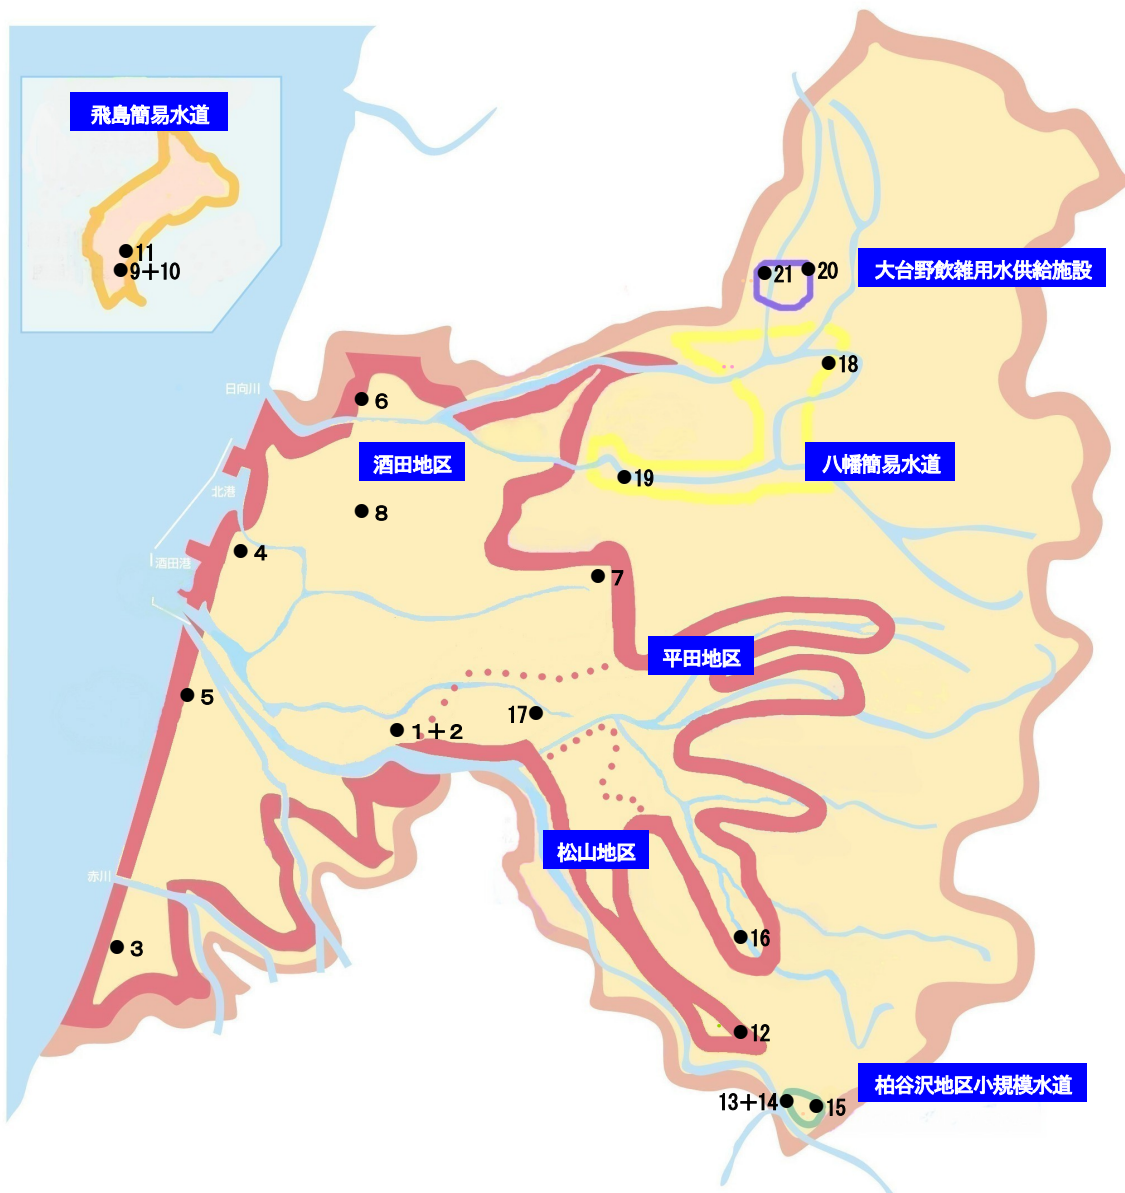 飛島簡易水道
11
9+10
大台野飲雑用水供給施設
21
20
18
日向川
6
酒田地区
八幡簡易水道
19
北港
8
4
酒田港
7
平田地区
5
17
1+2
松山地区
赤川
3
16
12
柏谷沢地区小規模水道
13+14
15